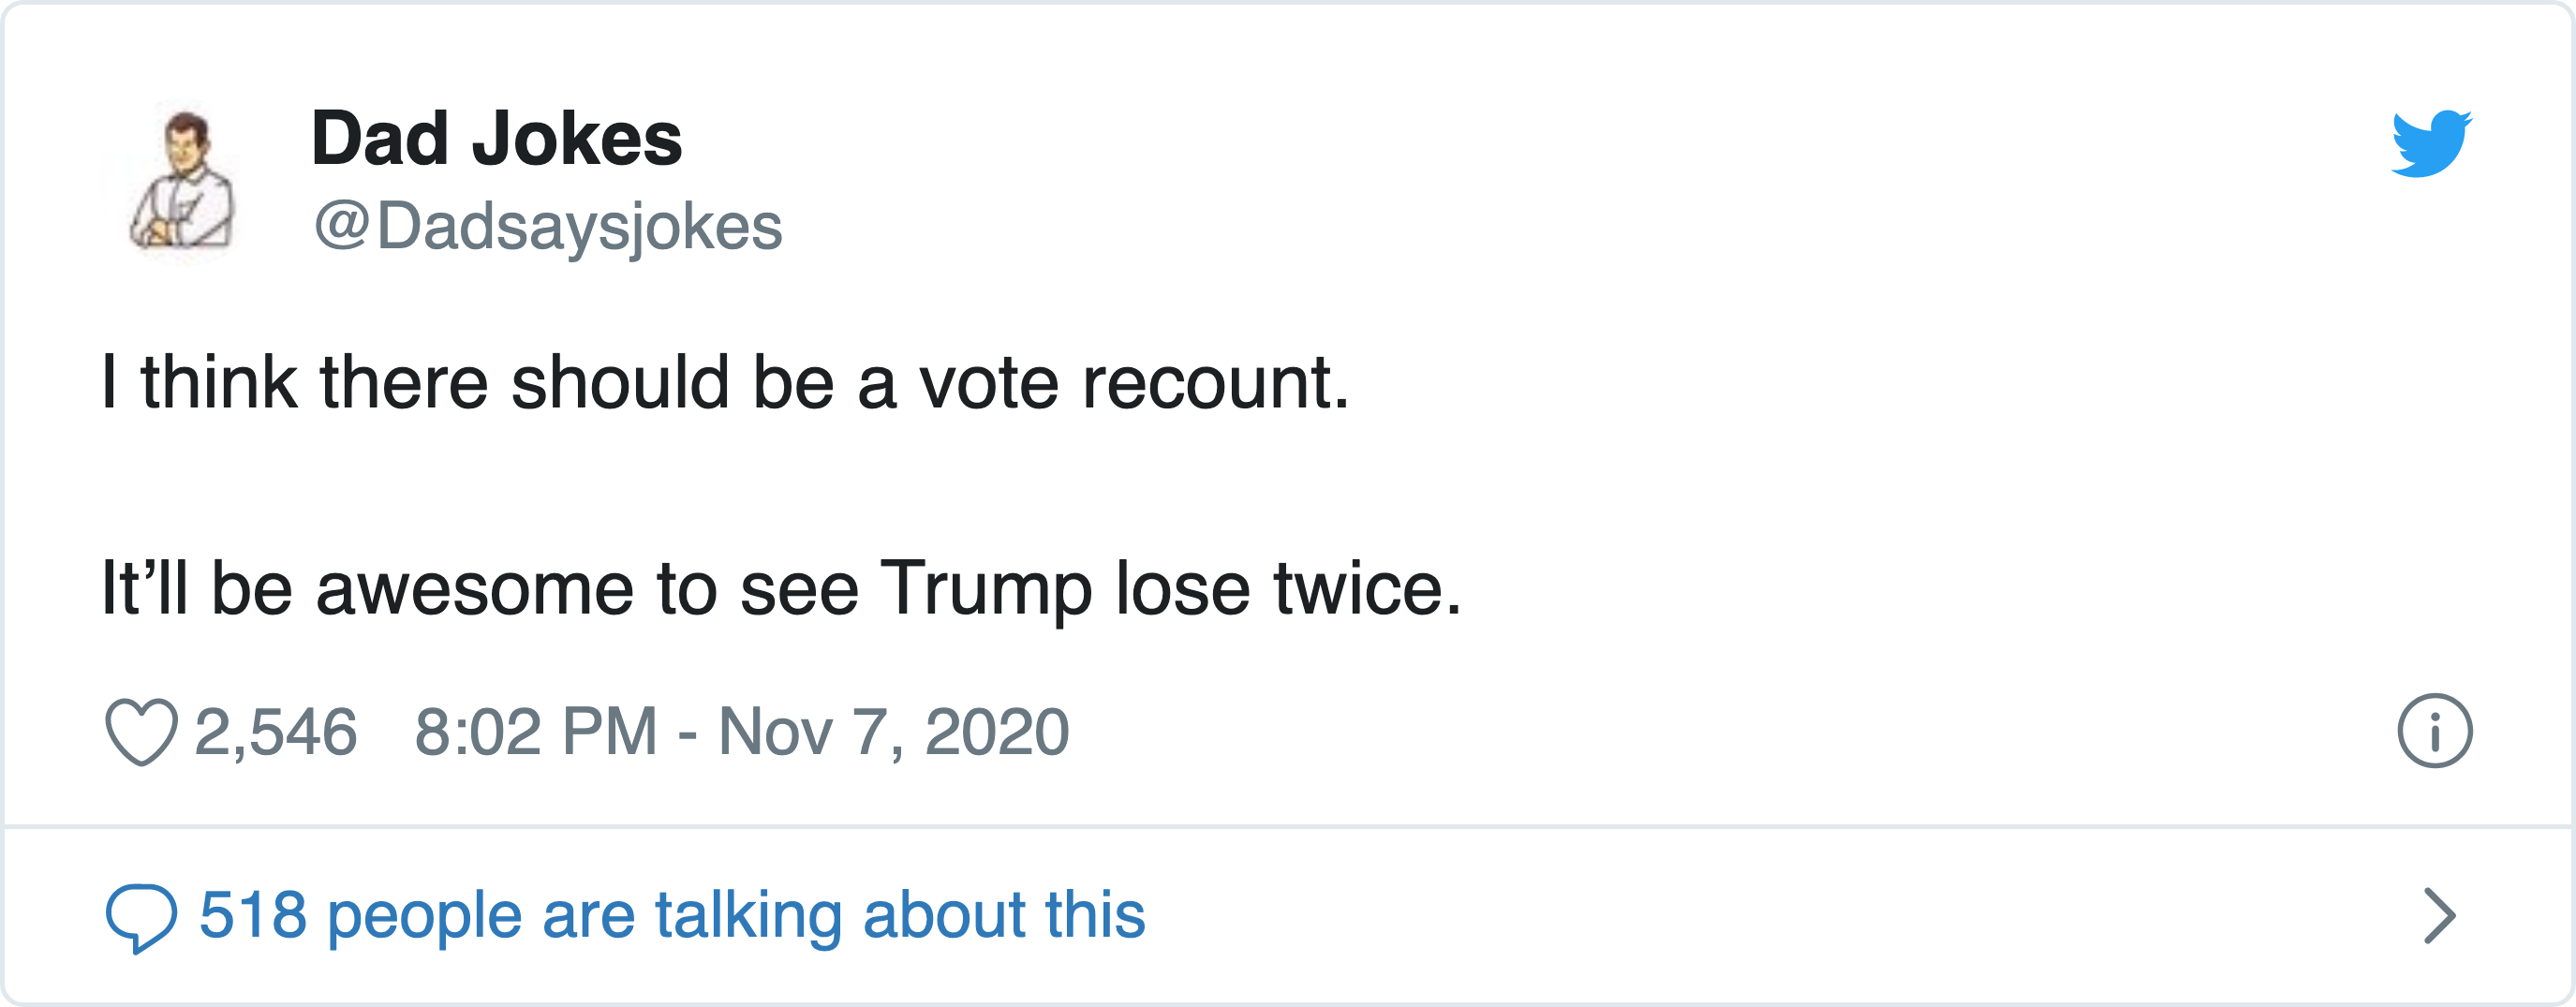 Dad Jokes
@Dadsaysjokes
I think there should be a vote recount.
It’ll be awesome to see Trump lose twice.
2,546 8:02 PM - Nov 7, 2020
518 people are talking about this